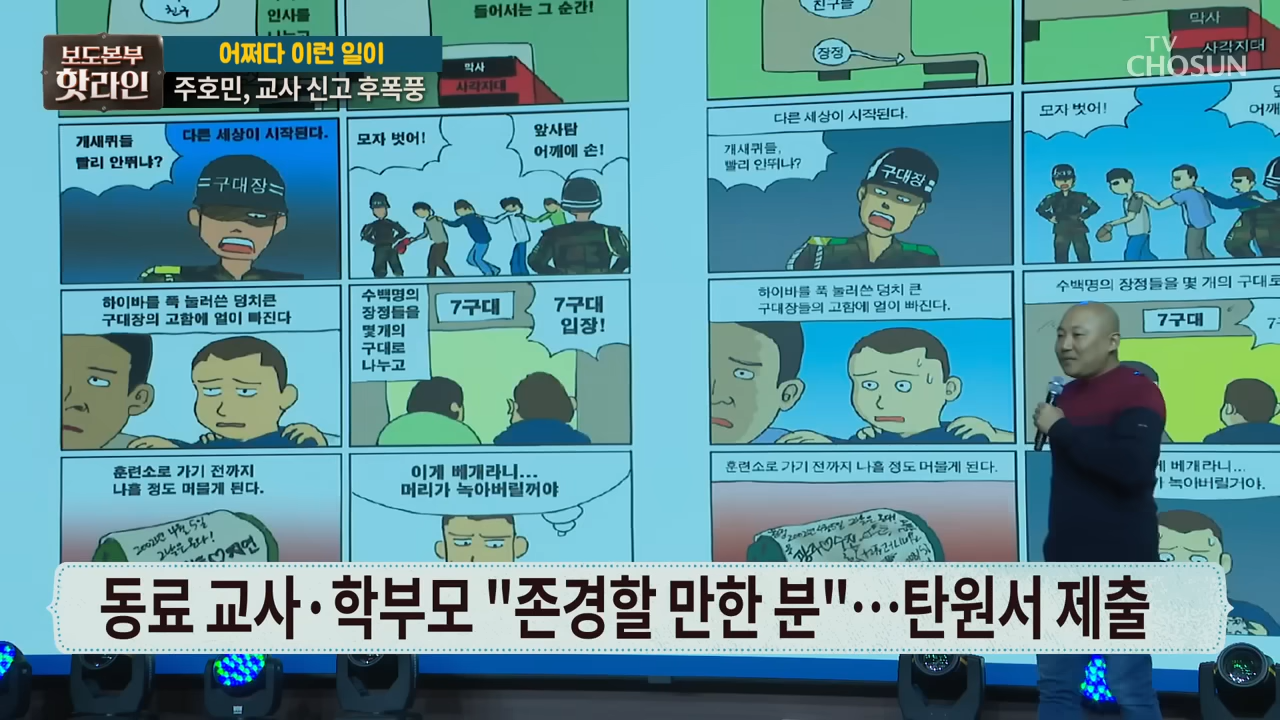 보도본부
핫라인
어쩌다 이런 일이
주호민, 교사 신고 후폭풍
TV
CHOSUN
친구
인사를
들어서는 그 순간!
막사
사각지대
친구들
장정
막사
사각지대
개새퀴들
빨리 안뛰냐?
다른 세상이 시작된다.
구대장
모자 벗어!
앞사람
어깨에 손!
다른 세상이 시작된다.
개새퀴들,
빨리 안뛰냐?
구대장
모자 벗어!
어깨에
하이바를 푹 눌러쓴 덩치큰
구대장의 고함에 얼이 빠진다
수백명의
장정들을
몇개의
구대로
나누고
7구대
7구대
입장!
하이바를 푹 눌러쓴 덩치 큰
구대장들의 고함에 얼이 빠진다.
수백명의 장정들을 몇 개의 구대로
7구대
훈련소로 가기 전까지
나흘 정도 머물게 된다.
이게 베개라니...
머리가 녹아버릴꺼야
훈련소로 가기 전까지 나흘 정도 머물게 된다.
베개라니...
녹아버릴거야.
동료 교사·학부모 "존경할 만한 분"…탄원서 제출